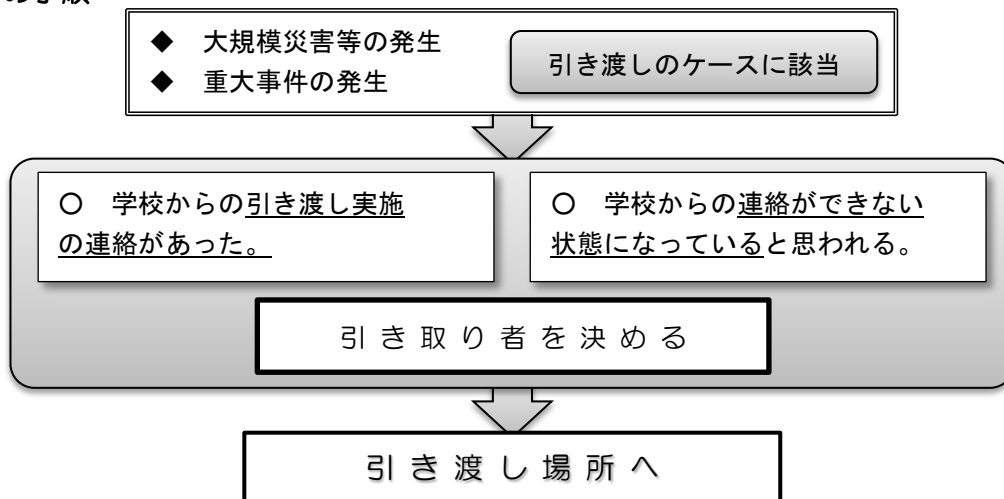 ◆ 大規模災害等の発生
◆ 重大事件の発生
引き渡しのケースに該当
○ 学校からの引き渡し実施
の連絡があった。
○ 学校からの連絡ができない
状態になっていると思われる。
引き取り者を決める
引き渡し場所へ